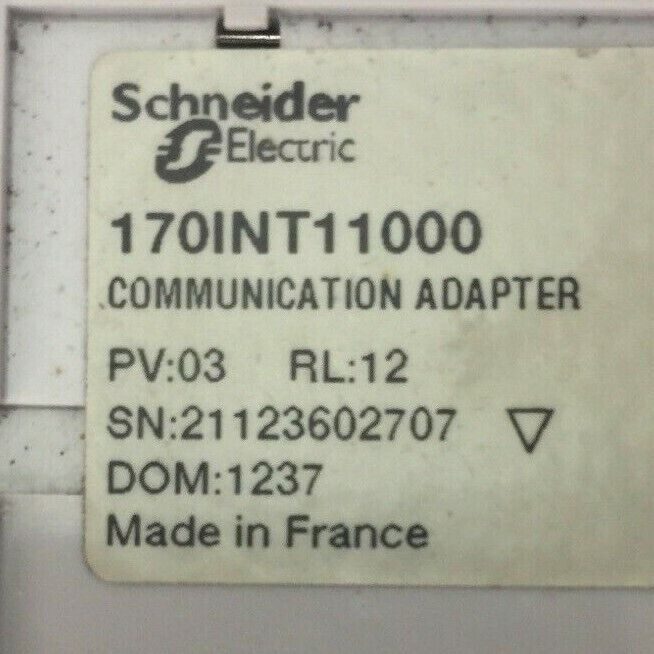 Schneider
Electric
170INT11000
COMMUNICATION ADAPTER
PV:03 RL:12
SN:21123602707
DOM:1237
Made in France